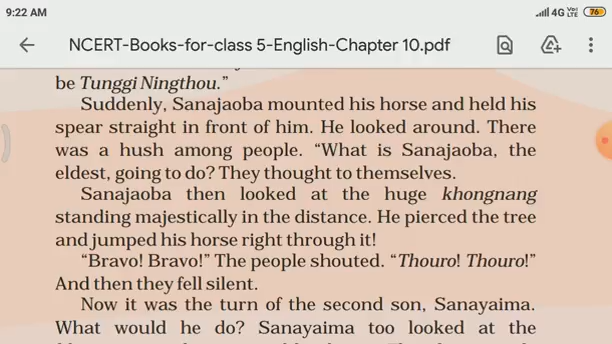 9:22 AM
4G Vo) LTE 76
NCERT-Books-for-class 5-English-Chapter 10.pdf
be Tunggi Ningthou.”
Suddenly, Sanajaoba mounted his horse and held his
spear straight in front of him. He looked around. There
was a hush among people. “What is Sanajaoba, the
eldest, going to do? They thought to themselves.
Sanajaoba then looked at the huge khongnang
standing majestically in the distance. He pierced the tree
and jumped his horse right through it!
“Bravo! Bravo!” The people shouted. “Thouro! Thouro!”
And then they fell silent.
Now it was the turn of the second son, Sanayaima.
What would he do? Sanayaima too looked at the